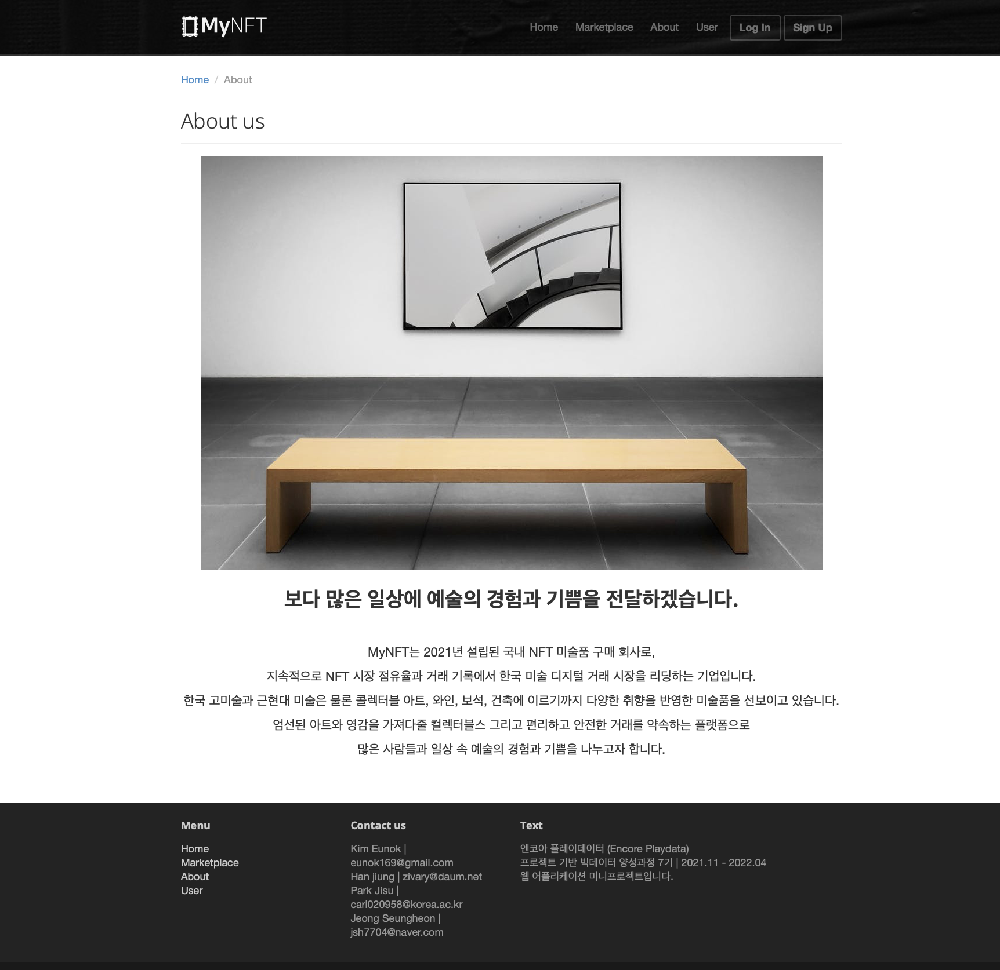 MyNFT
Home Marketplace About User Log In Sign Up
Home / About
About us
보다 많은 일상에 예술의 경험과 기쁨을 전달하겠습니다.
MyNFT는 2021년 설립된 국내 NFT 미술품 구매 회사로,
지속적으로 NFT 시장 점유율과 거래 기록에서 한국 미술 디지털 거래 시장을 리딩하는 기업입니다.
한국 고미술과 근현대 미술은 물론 콜렉터블 아트, 와인, 보석, 건축에 이르기까지 다양한 취향을 반영한 미술품을 선보이고 있습니다.
엄선된 아트와 영감을 가져다줄 컬렉터블스 그리고 편리하고 안전한 거래를 약속하는 플랫폼으로
많은 사람들과 일상 속 예술의 경험과 기쁨을 나누고자 합니다.
Menu
Home
Marketplace
About
User
Contact us
Kim Eunok |
eunok169@gmail.com
Han jiung | zivary@daum.net
Park Jisu |
carl020958@korea.ac.kr
Jeong Seungheon |
jsh7704@naver.com
Text
엔코아 플레이데이터 (Encore Playdata)
프로젝트 기반 빅데이터 양성과정 7기 | 2021.11 - 2022.04
웹 어플리케이션 미니프로젝트입니다.